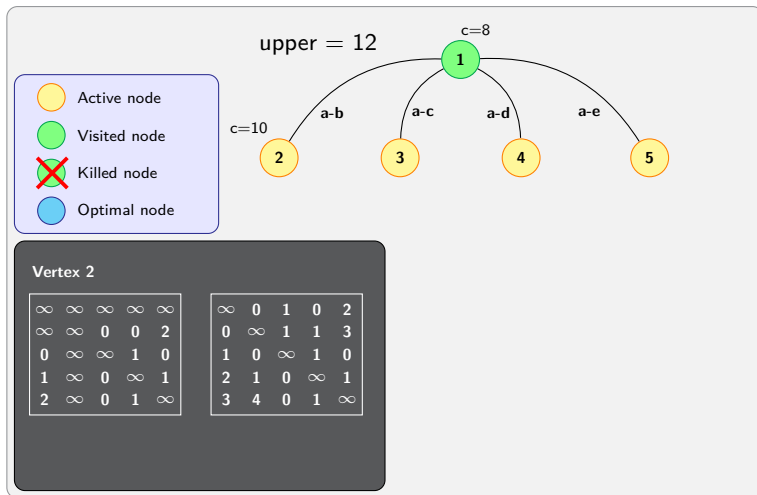 c=8
upper = 12
1
Active node
Visited node
Killed node
Optimal node
a-b
a-c
a-d
a-e
c=10
2
3
4
5
Vertex 2
∞ ∞ ∞ ∞ ∞
∞ ∞ 0 0 2
0 ∞ ∞ 1 0
1 ∞ 0 ∞ 1
2 ∞ 0 1 ∞
∞ 0 1 0 2
0 ∞ 1 1 3
1 0 ∞ 1 0
2 1 0 ∞ 1
3 4 0 1 ∞